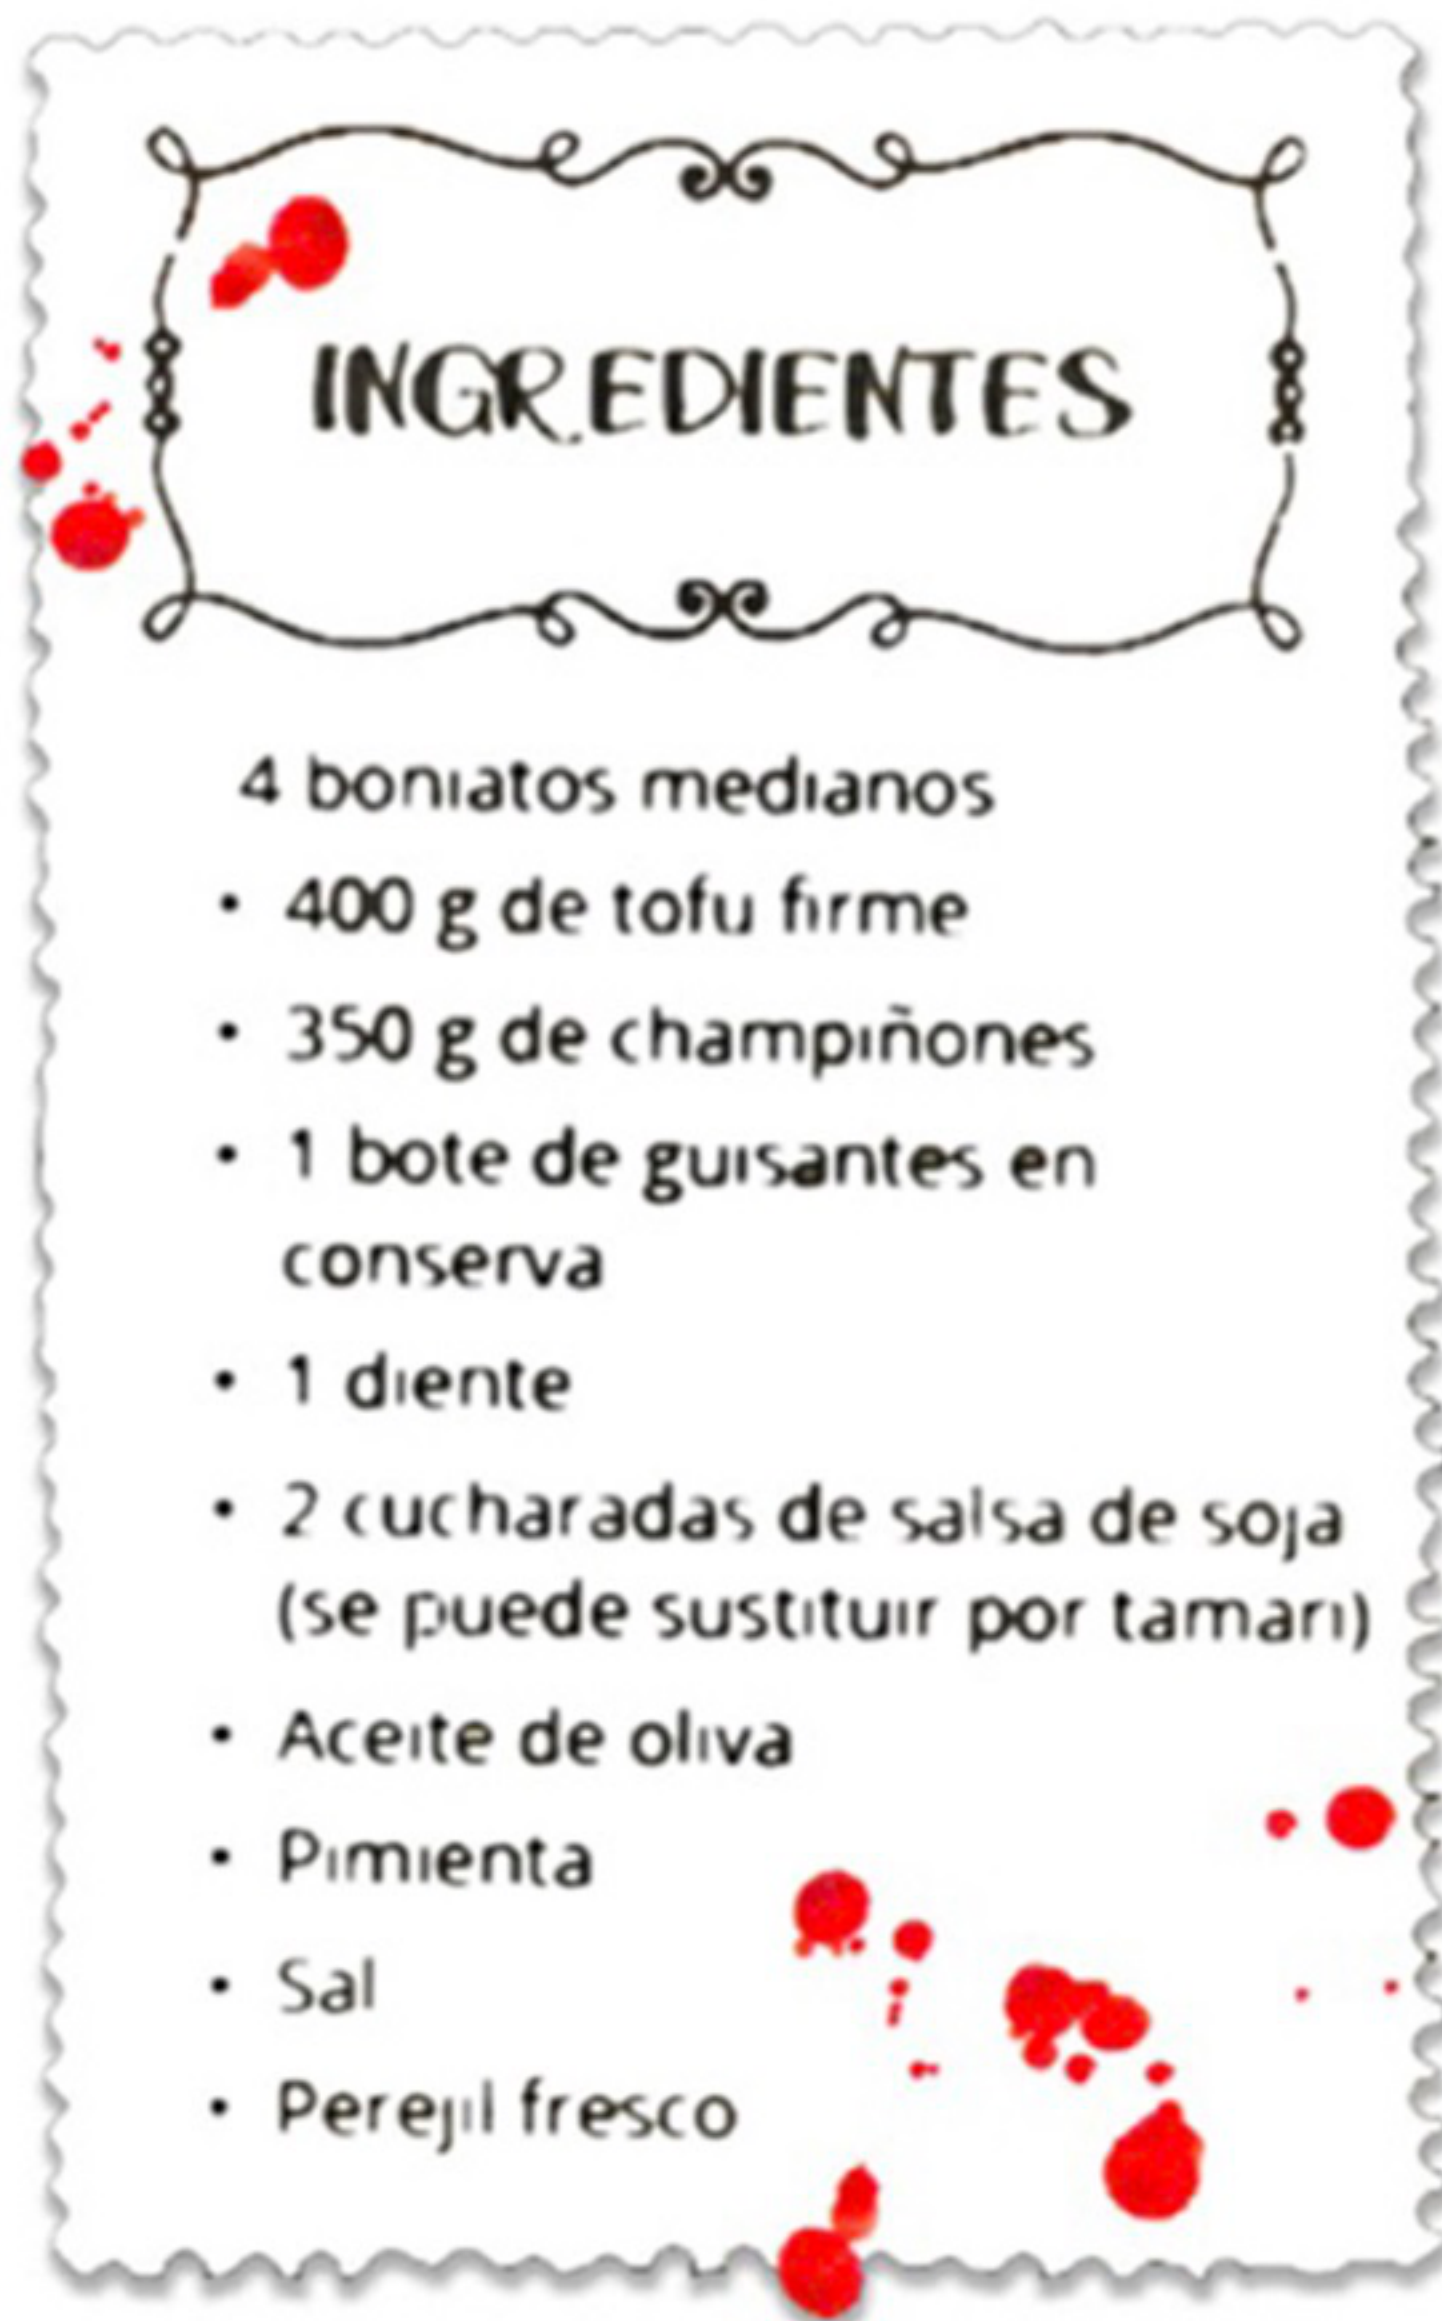 INGREDIENTES
4 boniatos medianos
• 400 g de tofu firme
• 350 g de champiñones
• 1 bote de guisantes en
conserva
• 1 diente
• 2 cucharadas de salsa de soja
(se puede sustituir por tamari)
• Aceite de oliva
• Pimienta
• Sal
• Perejil fresco